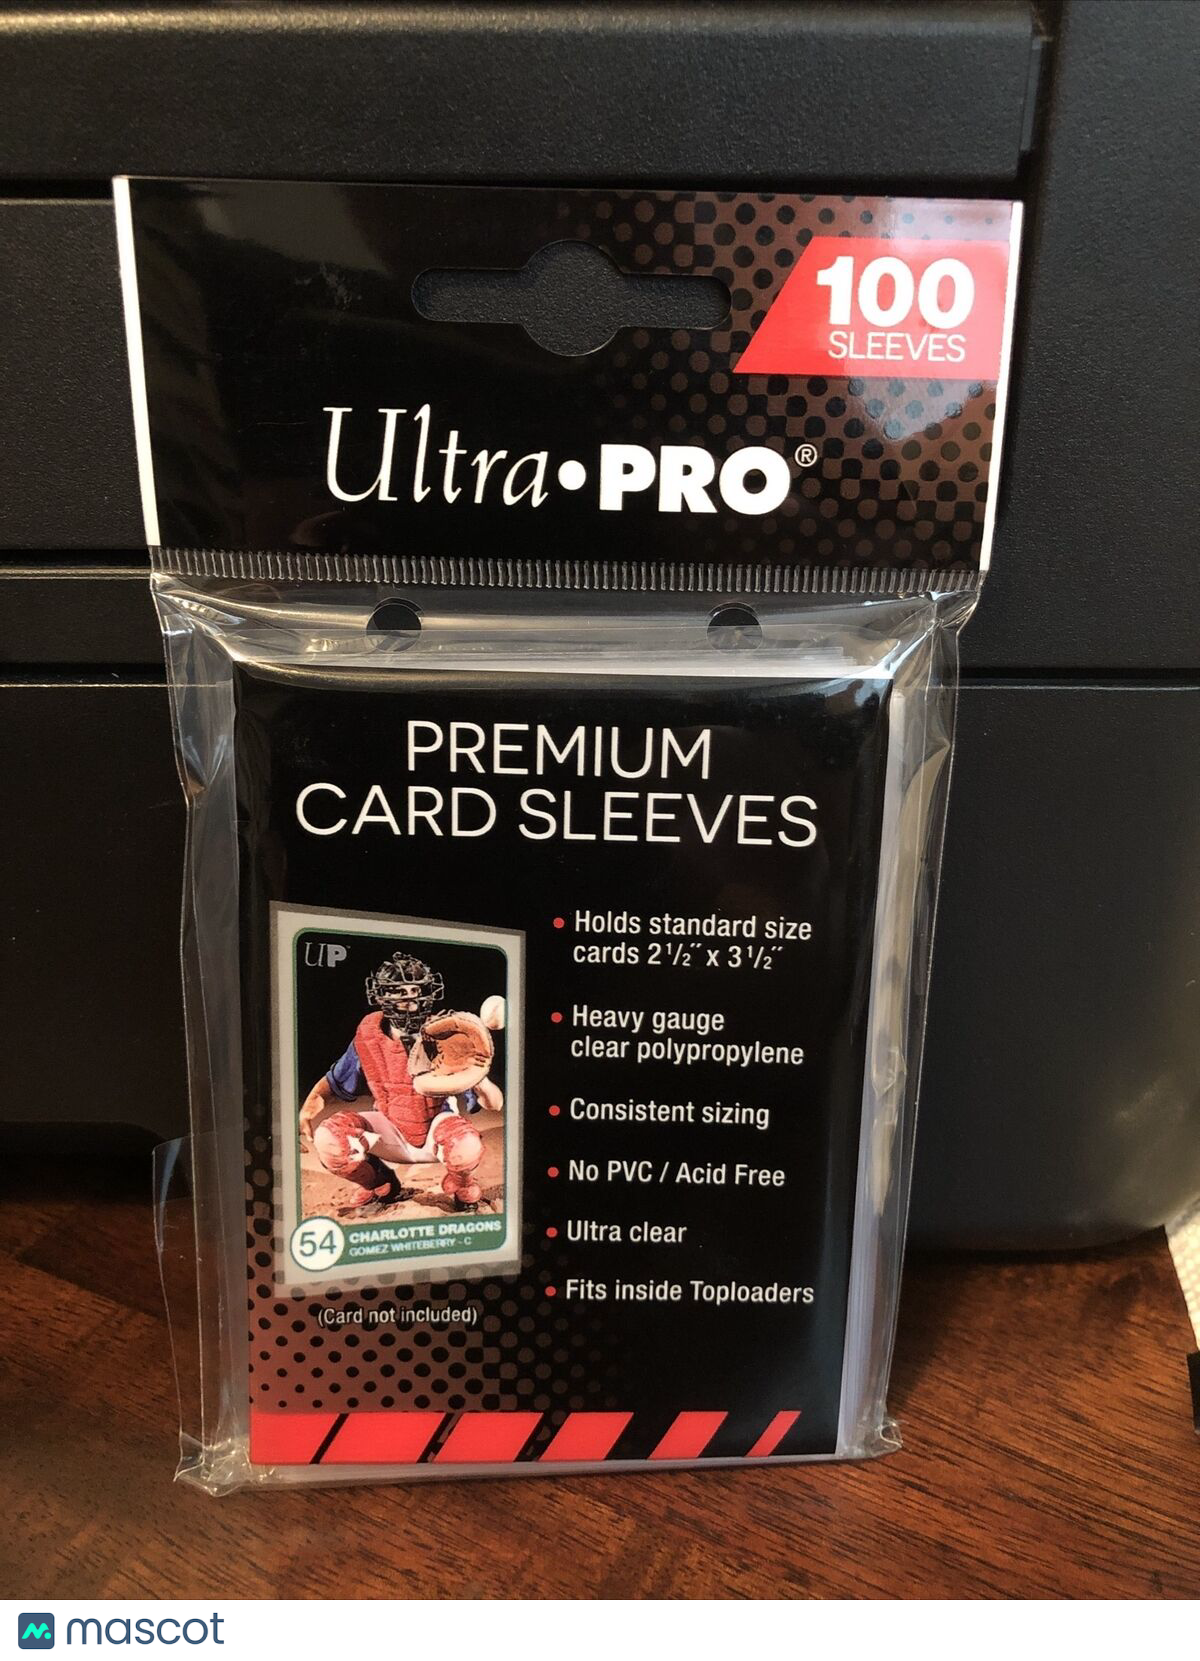 100
SLEEVES
Ultra•PRO®
PREMIUM
CARD SLEEVES
• Holds standard size
cards 2 1/2˝ x 3 1/2˝
• Heavy gauge
clear polypropylene
• Consistent sizing
• No PVC / Acid Free
• Ultra clear
• Fits inside Toploaders
UP™
54
CHARLOTTE DRAGONS
GOMEZ WHITEBERRY - C
(Card not included)
mascot